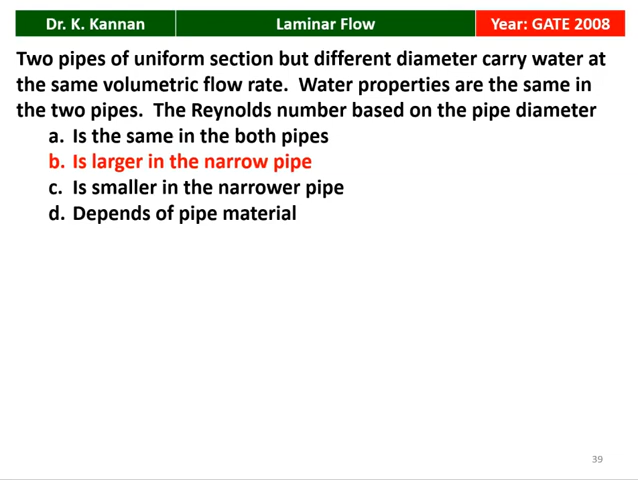 Dr. K. Kannan
Laminar Flow
Year: GATE 2008
Two pipes of uniform section but different diameter carry water at
the same volumetric flow rate. Water properties are the same in
the two pipes. The Reynolds number based on the pipe diameter
a. Is the same in the both pipes
b. Is larger in the narrow pipe
c. Is smaller in the narrower pipe
d. Depends of pipe material
39